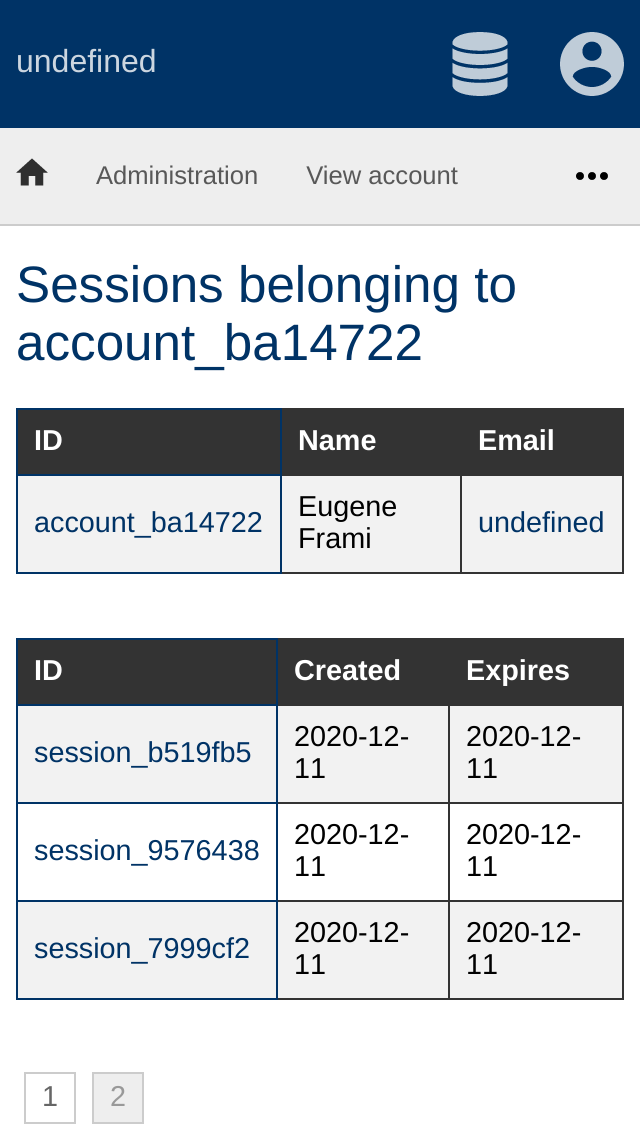 undefined
Administration View account
Sessions belonging to
account_ba14722
ID Name Email
account_ba14722 Eugene Frami undefined
ID Created Expires
session_b519fb5 2020-12-11 2020-12-11
session_9576438 2020-12-11 2020-12-11
session_7999cf2 2020-12-11 2020-12-11
1 2